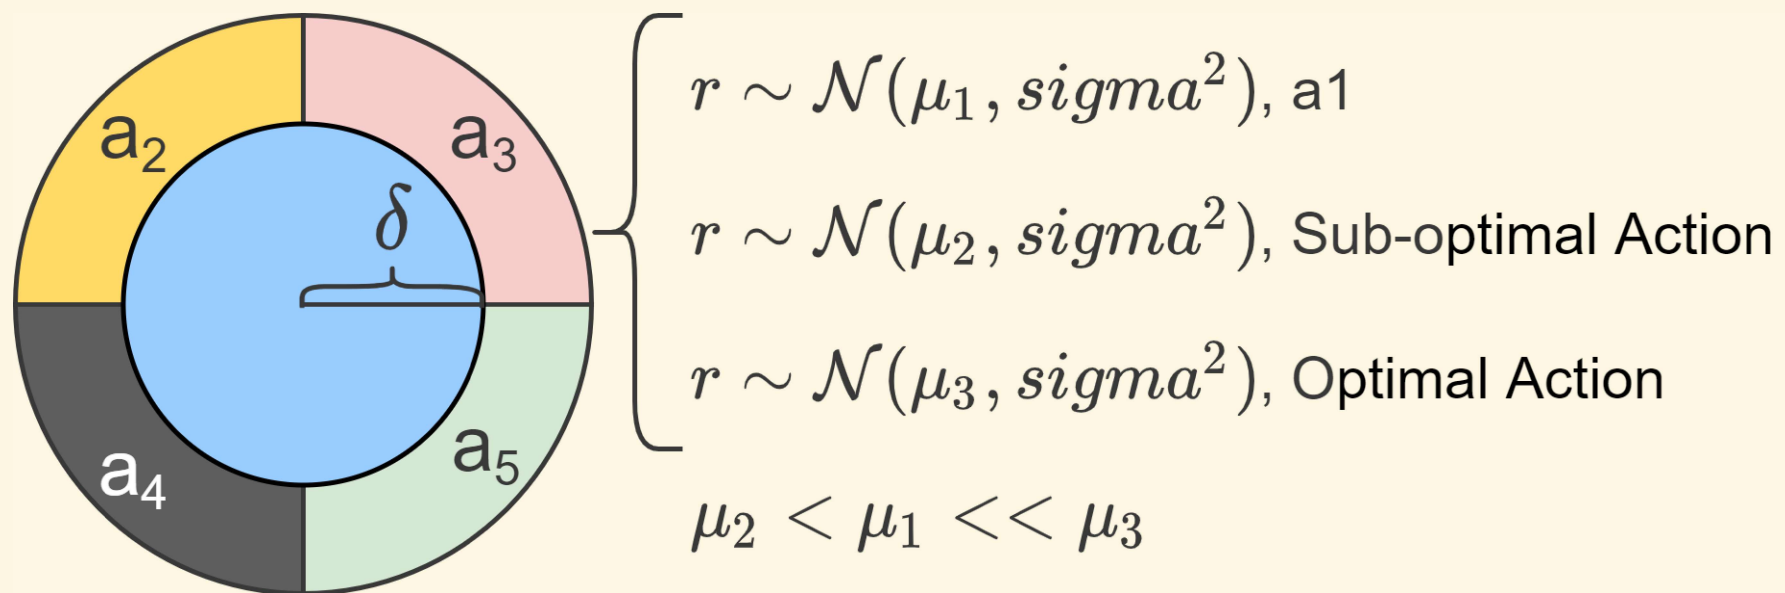 a₂
a₃
δ
a₄
a₅
r ∼ 𝒩(μ₁, sigma²), a1
r ∼ 𝒩(μ₂, sigma²), Sub-optimal Action
r ∼ 𝒩(μ₃, sigma²), Optimal Action
μ₂ < μ₁ << μ₃